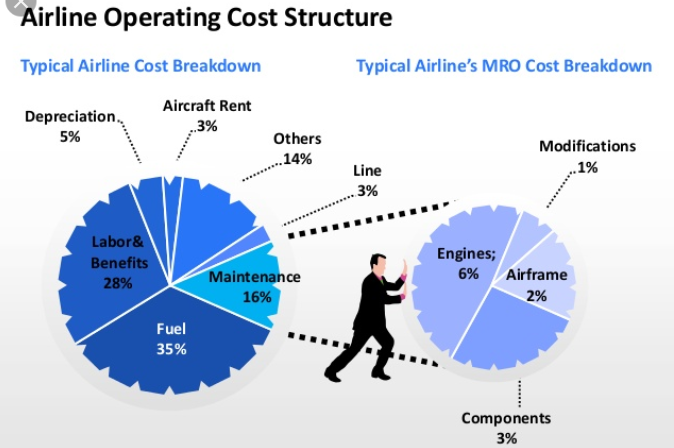 Airline Operating Cost Structure
Typical Airline Cost Breakdown
Typical Airline's MRO Cost Breakdown
Depreciation
5%
Aircraft Rent
3%
Others
14%
Line
3%
Labor&
Benefits
28%
Maintenance
16%
Fuel
35%
Modifications
1%
Engines;
6%
Airframe
2%
Components
3%